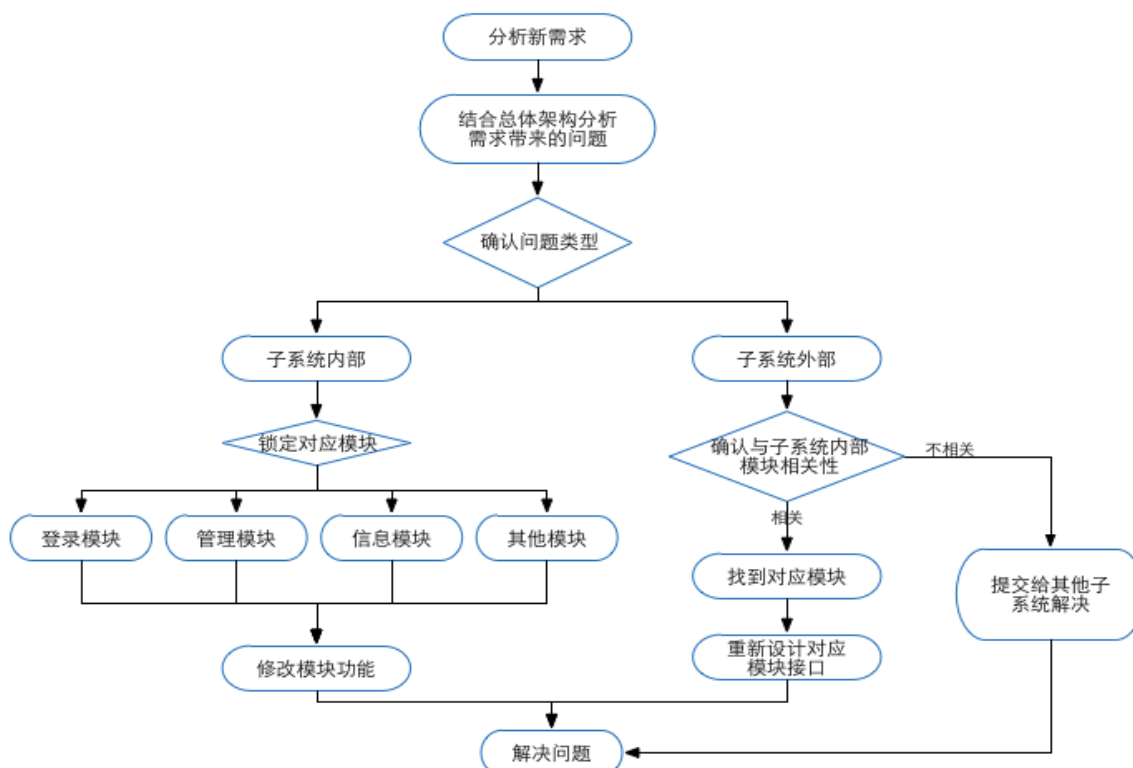 分析新需求
结合总体架构分析
需求带来的问题
确认问题类型
子系统内部
子系统外部
锁定对应模块
确认与子系统内部
模块相关性
不相关
相关
登录模块
管理模块
信息模块
其他模块
找到对应模块
提交给其他子
系统解决
修改模块功能
重新设计对应
模块接口
解决问题